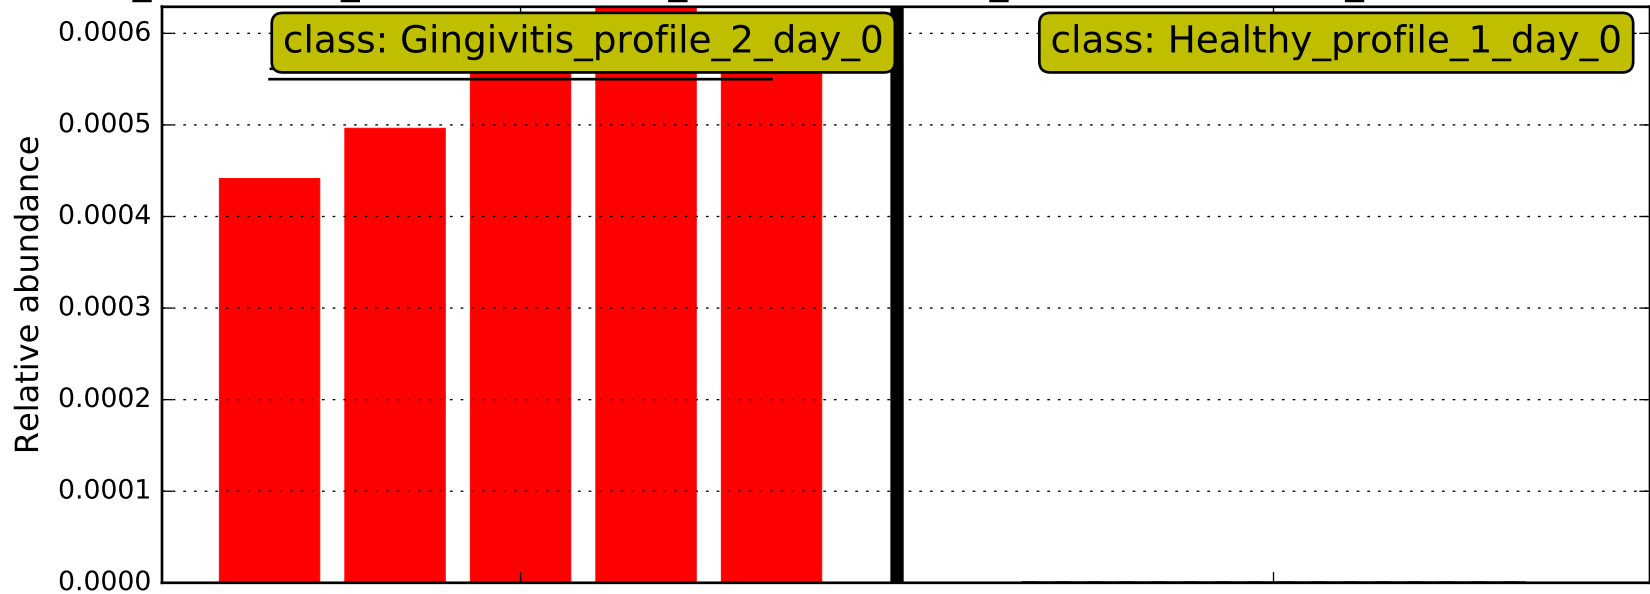 class: Gingivitis_profile_2_day_0
class: Healthy_profile_1_day_0
Relative abundance
0.0006
0.0005
0.0004
0.0003
0.0002
0.0001
0.0000